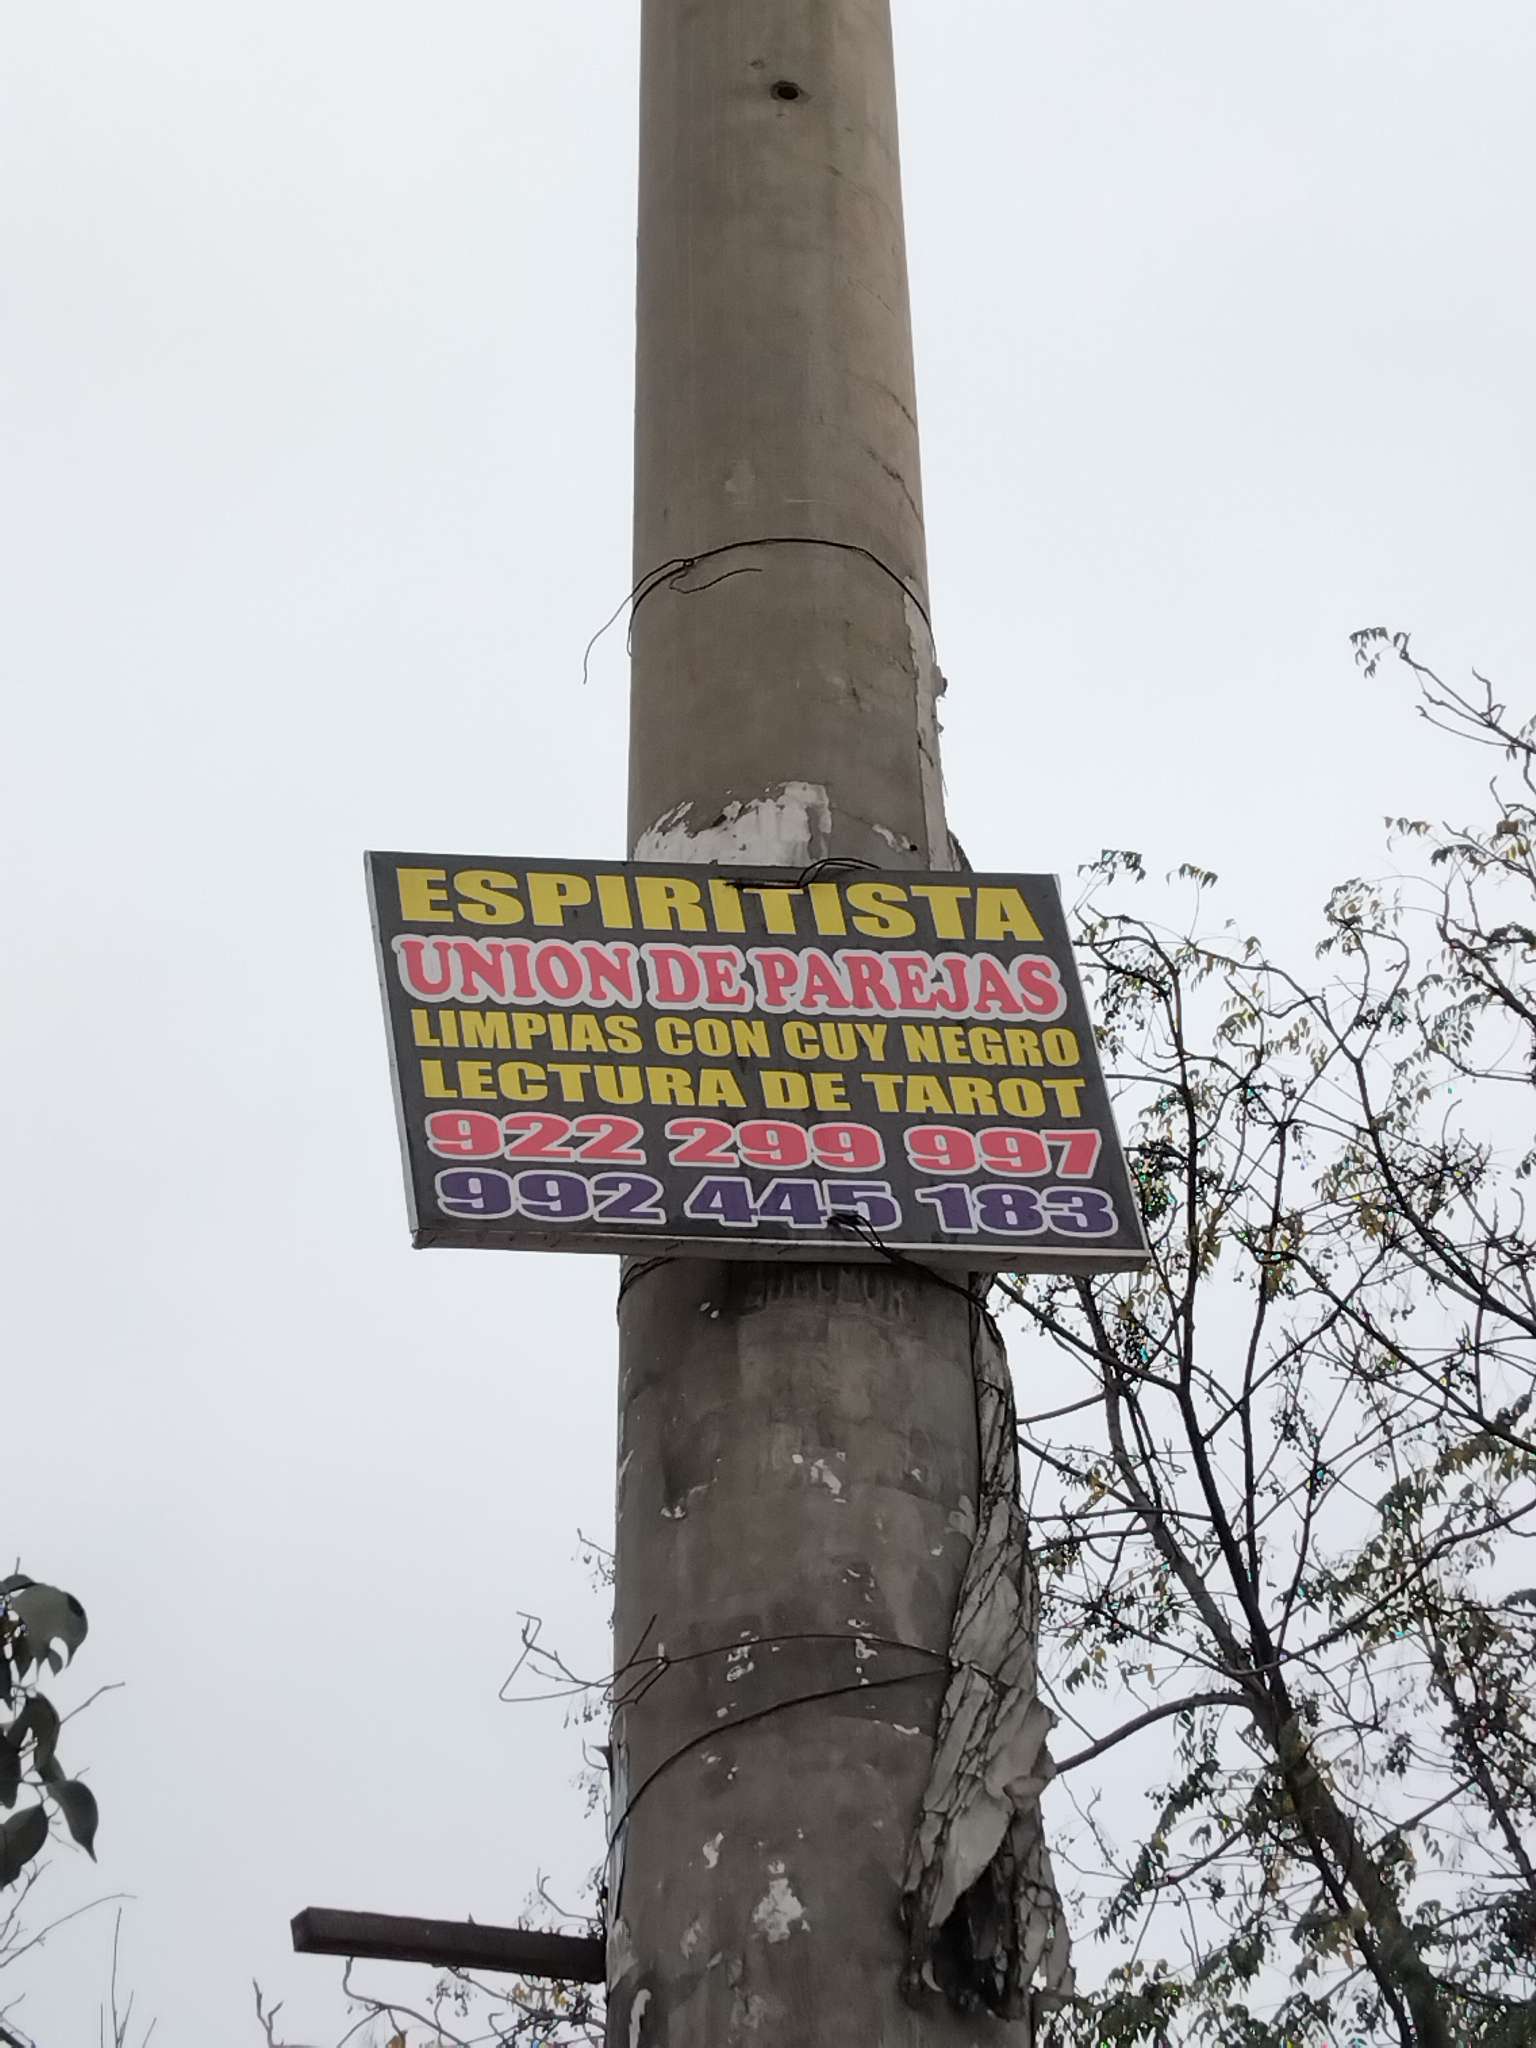 ESPIRITISTA
UNION DE PAREJAS
LIMPIAS CON CUY NEGRO
LECTURA DE TAROT
922 299 997
992 445 183